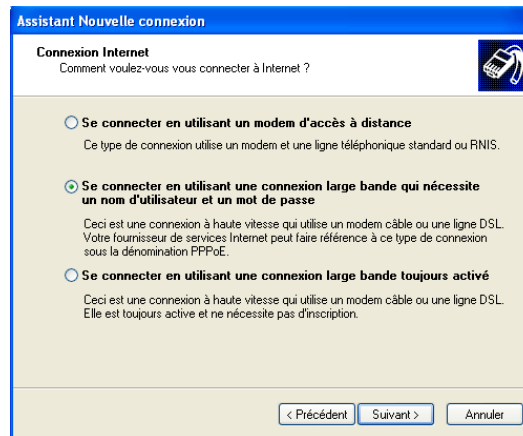 Assistant Nouvelle connexion
Connexion Internet
Comment voulez-vous vous connecter à Internet ?
Se connecter en utilisant un modem d'accès à distance
Ce type de connexion utilise un modem et une ligne téléphonique standard ou RNIS.
Se connecter en utilisant une connexion large bande qui nécessite
un nom d'utilisateur et un mot de passe
Ceci est une connexion à haute vitesse qui utilise un modem câble ou une ligne DSL.
Votre fournisseur de services Internet peut faire référence à ce type de connexion
sous la dénomination PPPoE.
Se connecter en utilisant une connexion large bande toujours activé
Ceci est une connexion à haute vitesse qui utilise un modem câble ou une ligne DSL.
Elle est toujours active et ne nécessite pas d'inscription.
< Précédent Suivant > Annuler